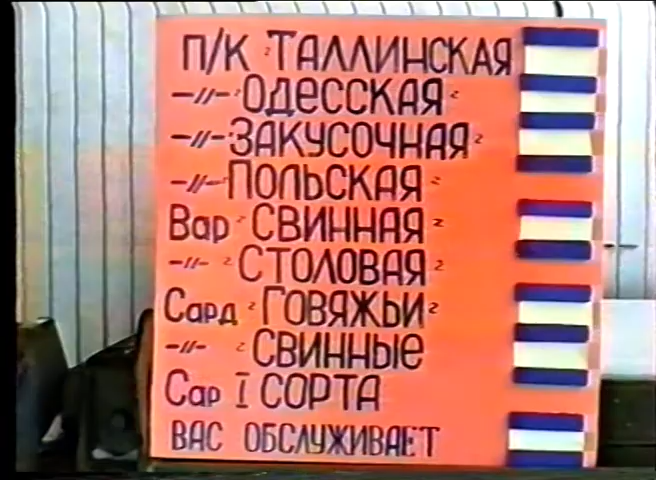 П/К "ТАЛЛИНСКАЯ
–//– "ОДЕССКАЯ"
–//– "ЗАКУСОЧНАЯ"
–//– "ПОЛЬСКАЯ"
Вар "СВИННАЯ"
–//– "СТОЛОВАЯ"
Сард "ГОВЯЖЬИ"
–//– "СВИННЫЕ
Сар I СОРТА
ВАС ОБСЛУЖИВАЕТ